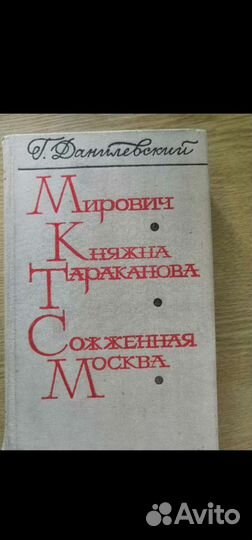 Г. Данилевский
Мирович
Княжна
Тараканова
Сожженная
Москва
Avito